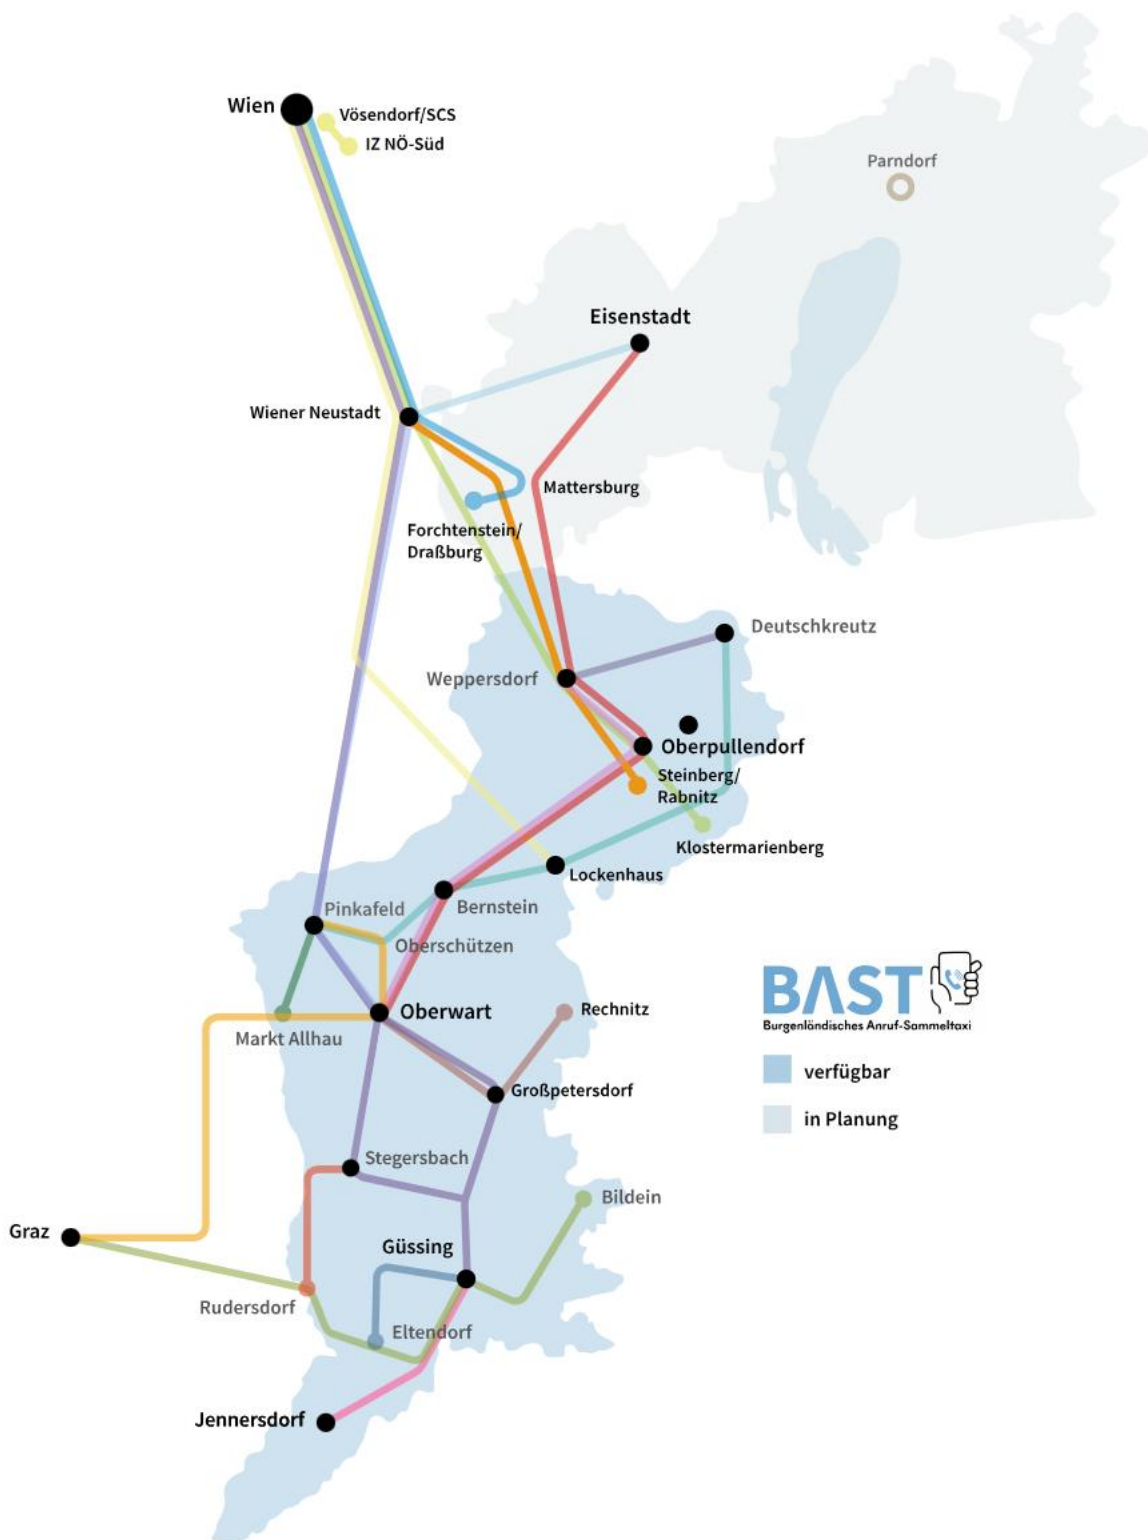 Wien
Vösendorf/SCS
IZ NÖ-Süd
Parndorf
Eisenstadt
Wiener Neustadt
Mattersburg
Forchtenstein/
Draßburg
Deutschkreutz
Weppersdorf
Oberpullendorf
Steinberg/
Rabnitz
Klostermarienberg
Lockenhaus
Bernstein
Pinkafeld
Oberschützen
Oberwart
Rechnitz
Markt Allhau
Großpetersdorf
Stegersbach
Bildein
Graz
Güssing
Rudersdorf
Eltendorf
Jennersdorf
BAST
Burgenländisches Anruf-Sammeltaxi
verfügbar
in Planung